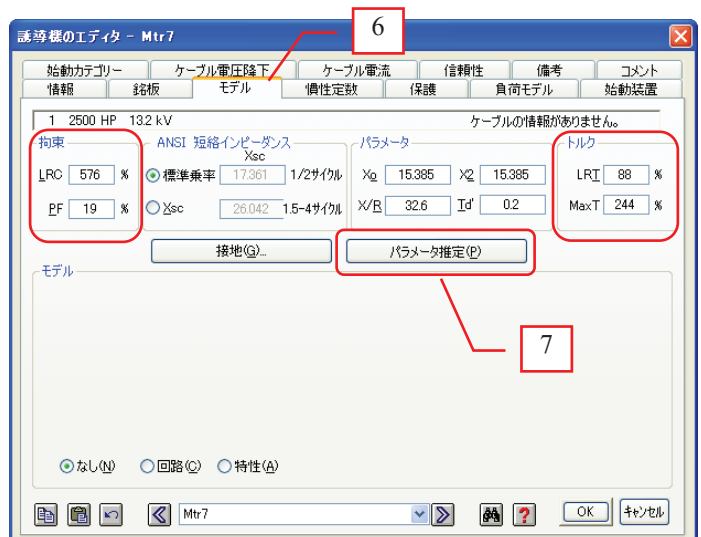 誘導機のエディタ - Mtr7
6
始動カテゴリー ケーブル電圧降下 ケーブル電流 信頼性 備考 コメント
情報 銘板 モデル 慣性定数 保護 負荷モデル 始動装置
1 2500 HP 13.2 kV ケーブルの情報がありません。
拘束 ANSI 短絡インピーダンス パラメータ トルク
Xsc
LRC 576 % 標準乗率 17.361 1/2サイクル Xo 15.385 X2 15.385 LRT 88 %
PF 19 % Xsc 26.042 1.5-4サイクル X/R 32.6 Td' 0.2 MaxT 244 %
接地(G)... パラメータ推定(P)
モデル
7
なし(N) 回路(C) 特性(A)
Mtr7 ? OK キャンセル